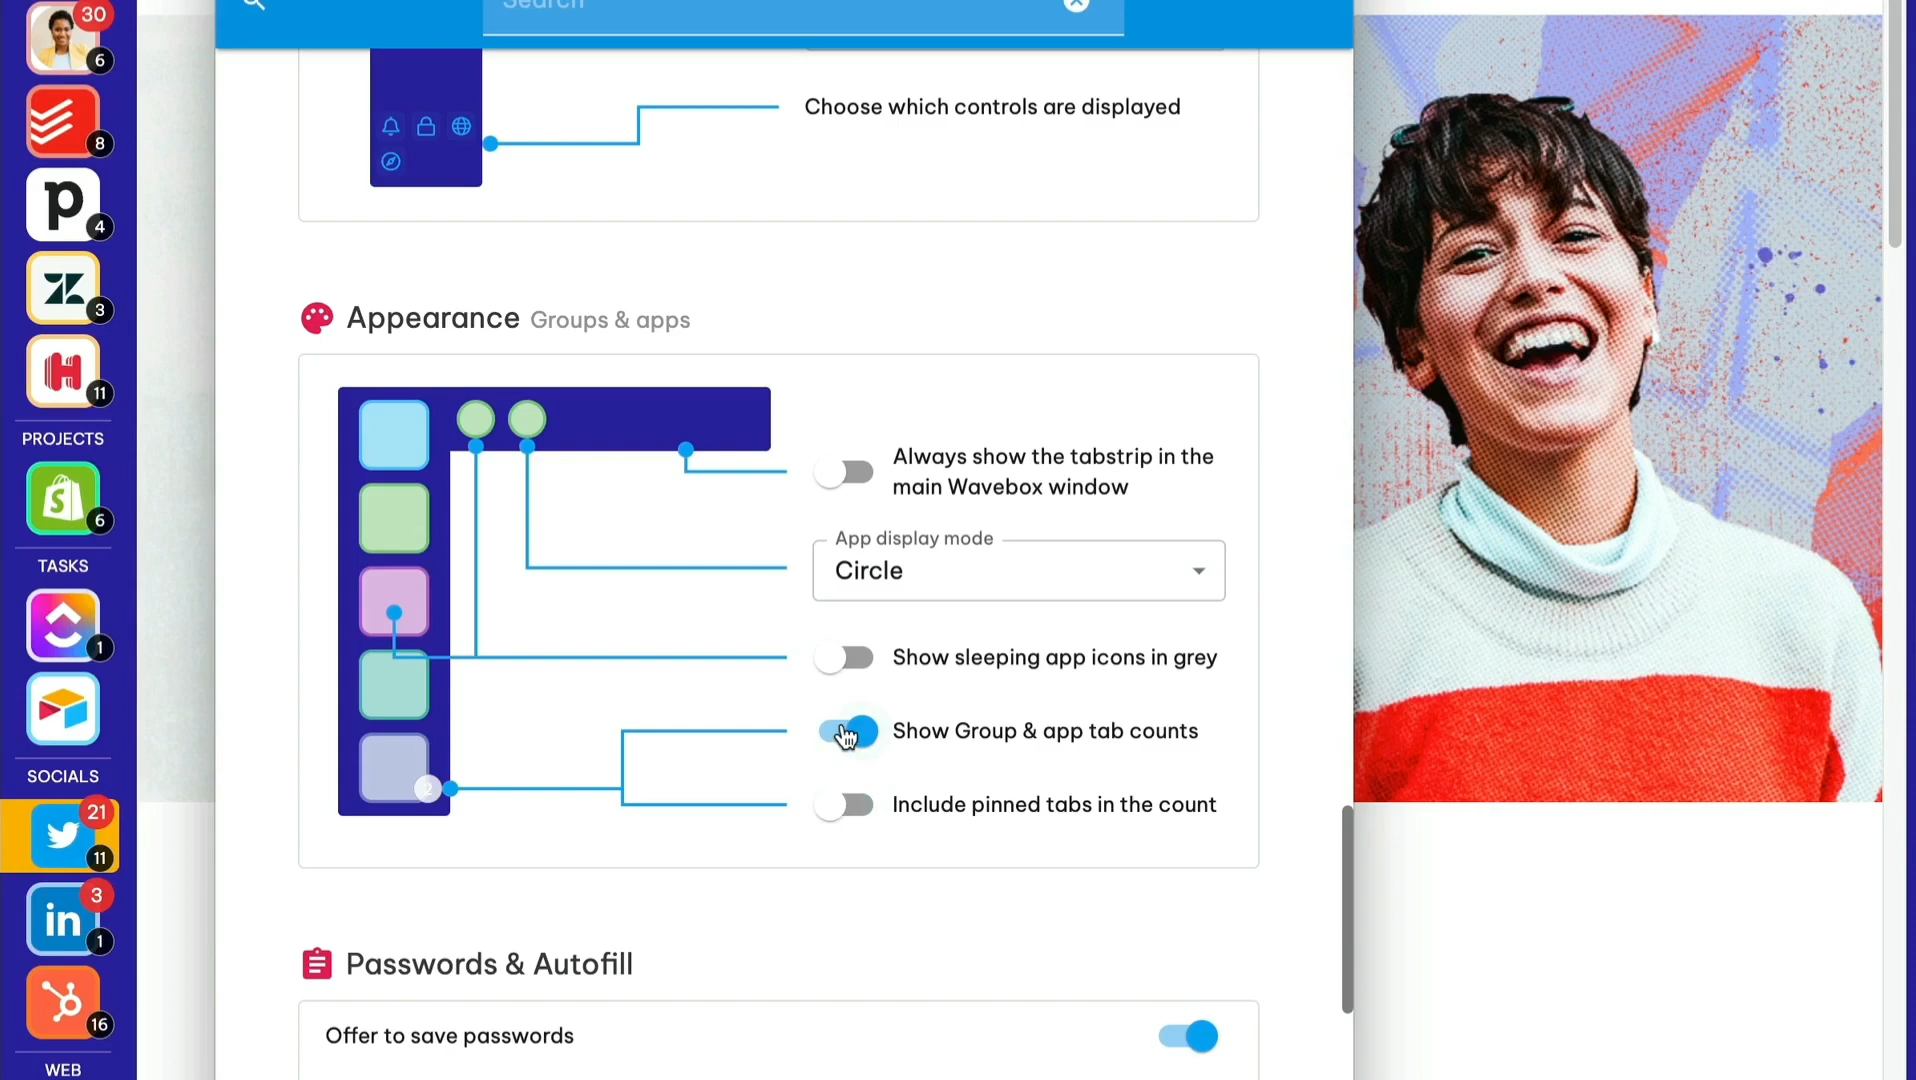 30
6
8
p
4
3
11
PROJECTS
6
TASKS
1
SOCIALS
21
11
3
in
1
16
WEB
Search
Choose which controls are displayed
Appearance Groups & apps
Always show the tabstrip in the
main Wavebox window
App display mode
Circle
Show sleeping app icons in grey
Show Group & app tab counts
2
Include pinned tabs in the count
Passwords & Autofill
Offer to save passwords